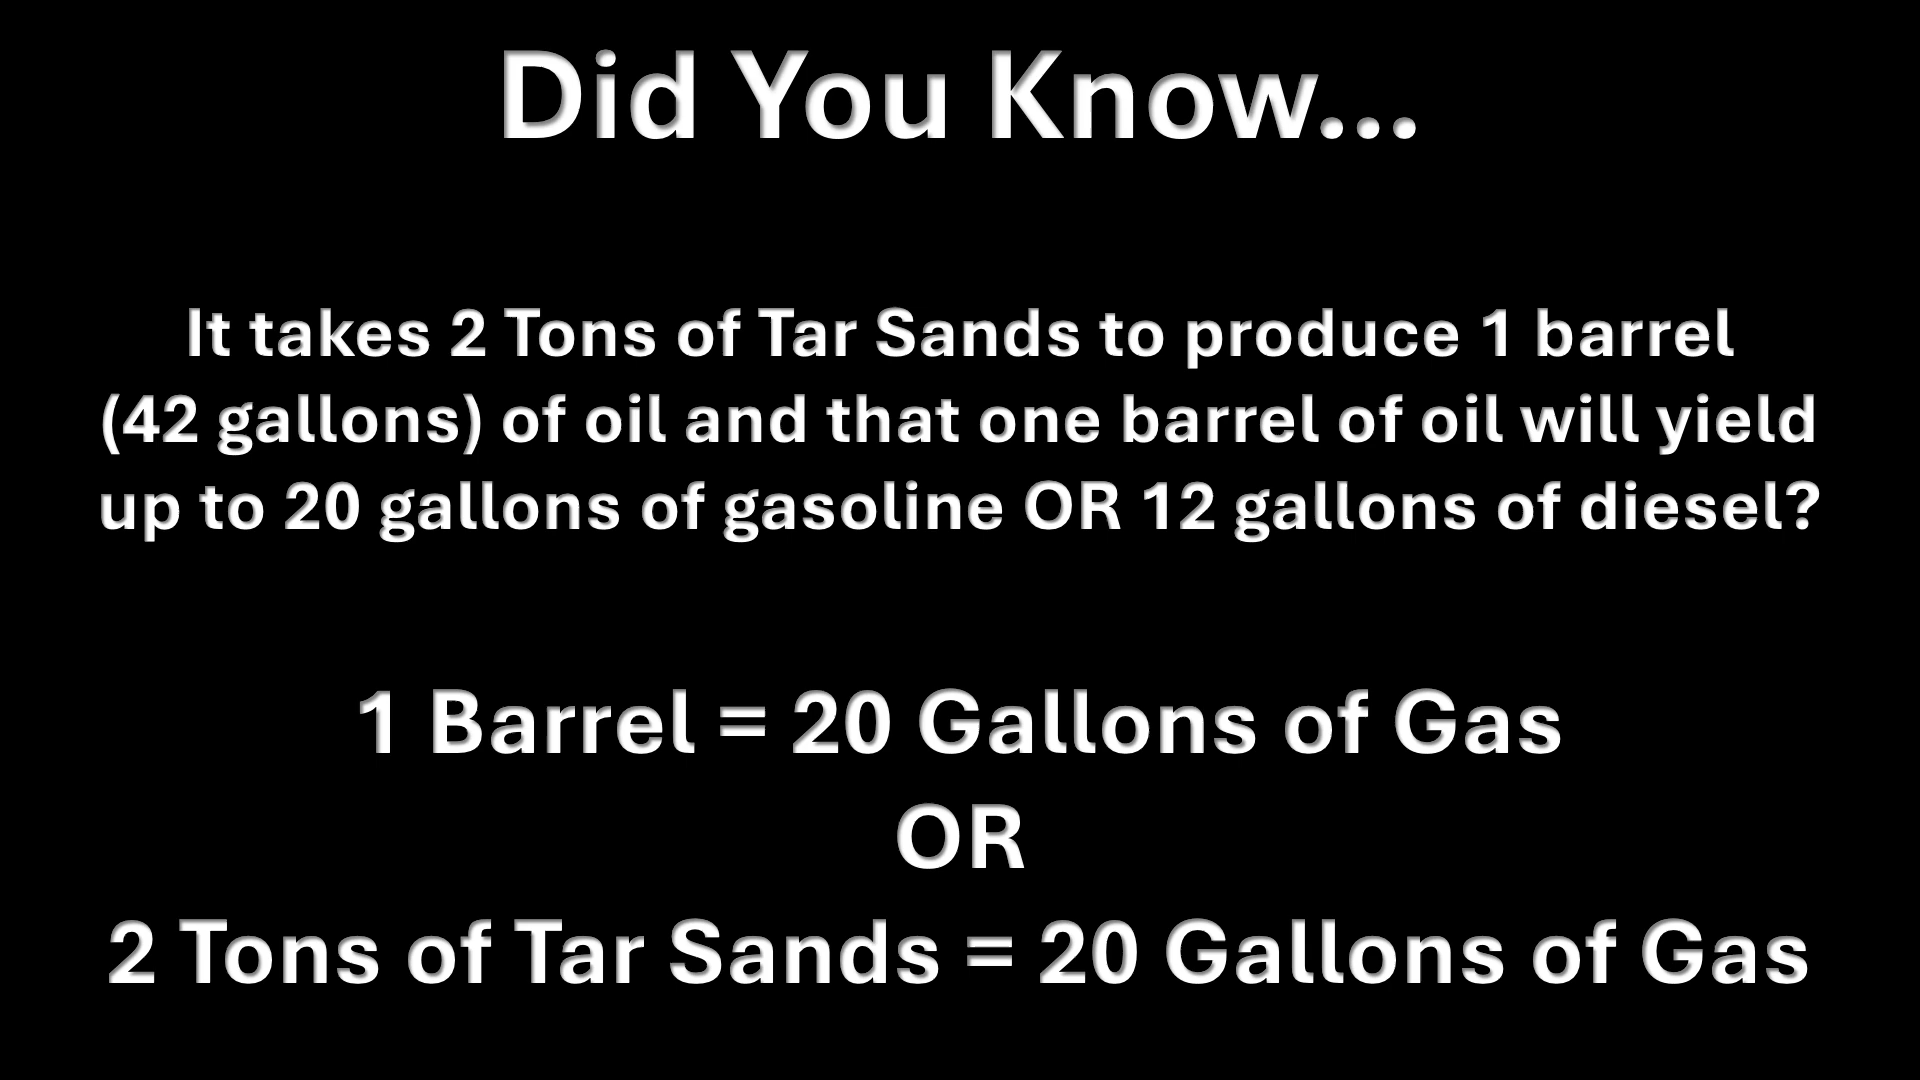 Did You Know...
It takes 2 Tons of Tar Sands to produce 1 barrel
(42 gallons) of oil and that one barrel of oil will yield
up to 20 gallons of gasoline OR 12 gallons of diesel?
1 Barrel = 20 Gallons of Gas
OR
2 Tons of Tar Sands = 20 Gallons of Gas